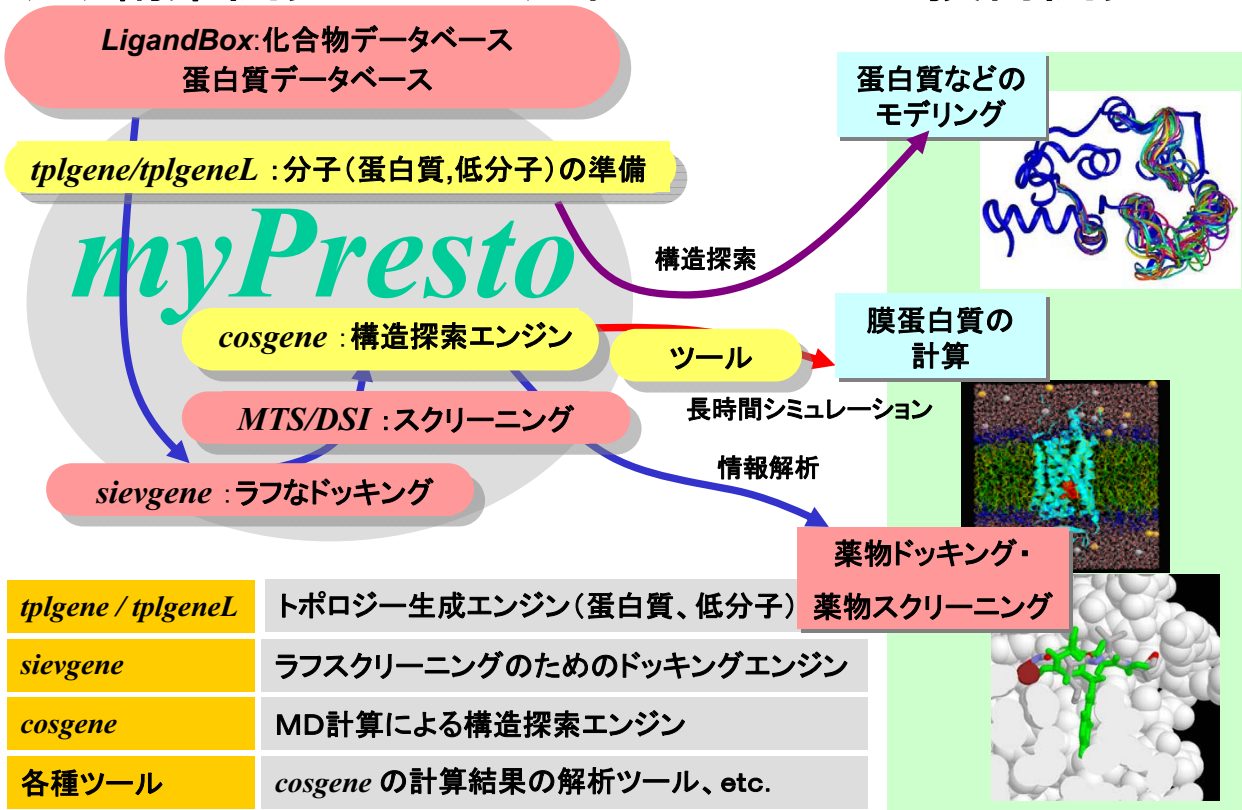 LigandBox:化合物データベース
蛋白質データベース
tplgene/tplgeneL：分子（蛋白質,低分子）の準備
myPresto
cosgene：構造探索エンジン
ツール
MTS/DSI：スクリーニング
sievgene：ラフなドッキング
構造探索
長時間シミュレーション
情報解析
蛋白質などの
モデリング
膜蛋白質の
計算
薬物ドッキング・
薬物スクリーニング
tplgene / tplgeneL トポロジー生成エンジン（蛋白質、低分子）
sievgene ラフスクリーニングのためのドッキングエンジン
cosgene ＭＤ計算による構造探索エンジン
各種ツール cosgene の計算結果の解析ツール、etc.